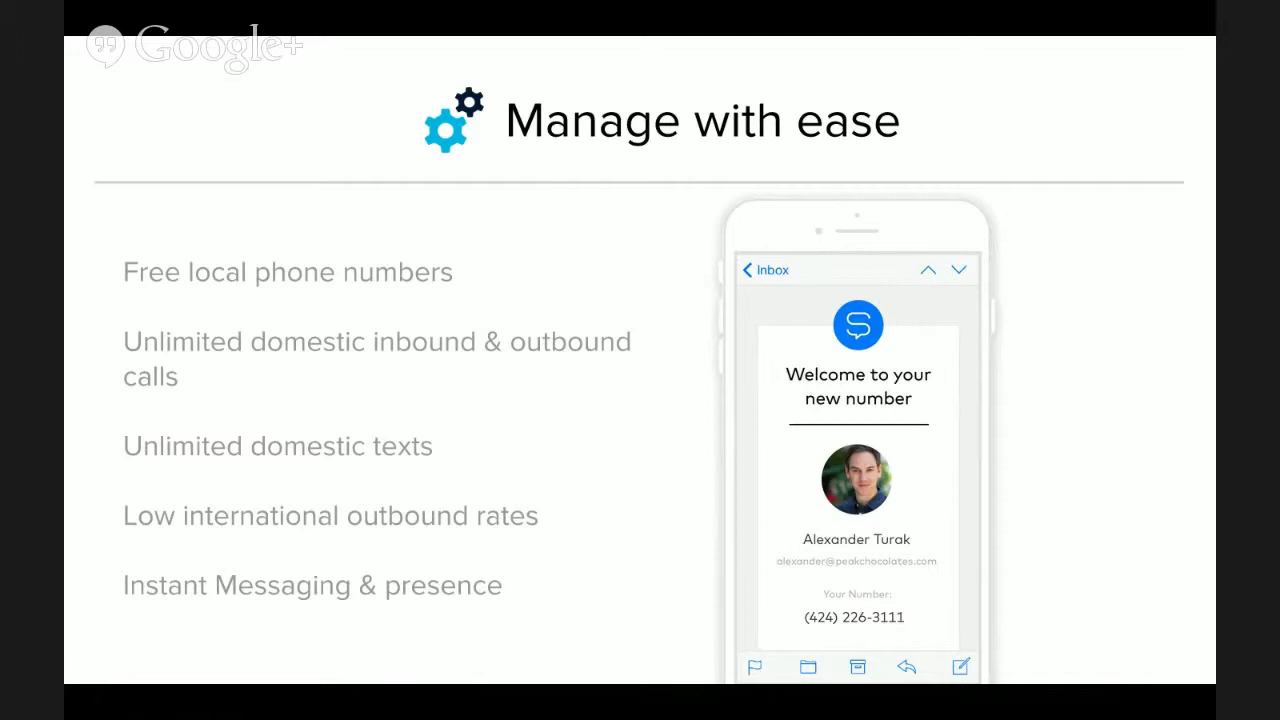 Google+
Manage with ease
Free local phone numbers
Unlimited domestic inbound & outbound
calls
Unlimited domestic texts
Low international outbound rates
Instant Messaging & presence
Inbox
Welcome to your
new number
Alexander Turak
alexander@peakchocolates.com
Your Number:
(424) 226-3111